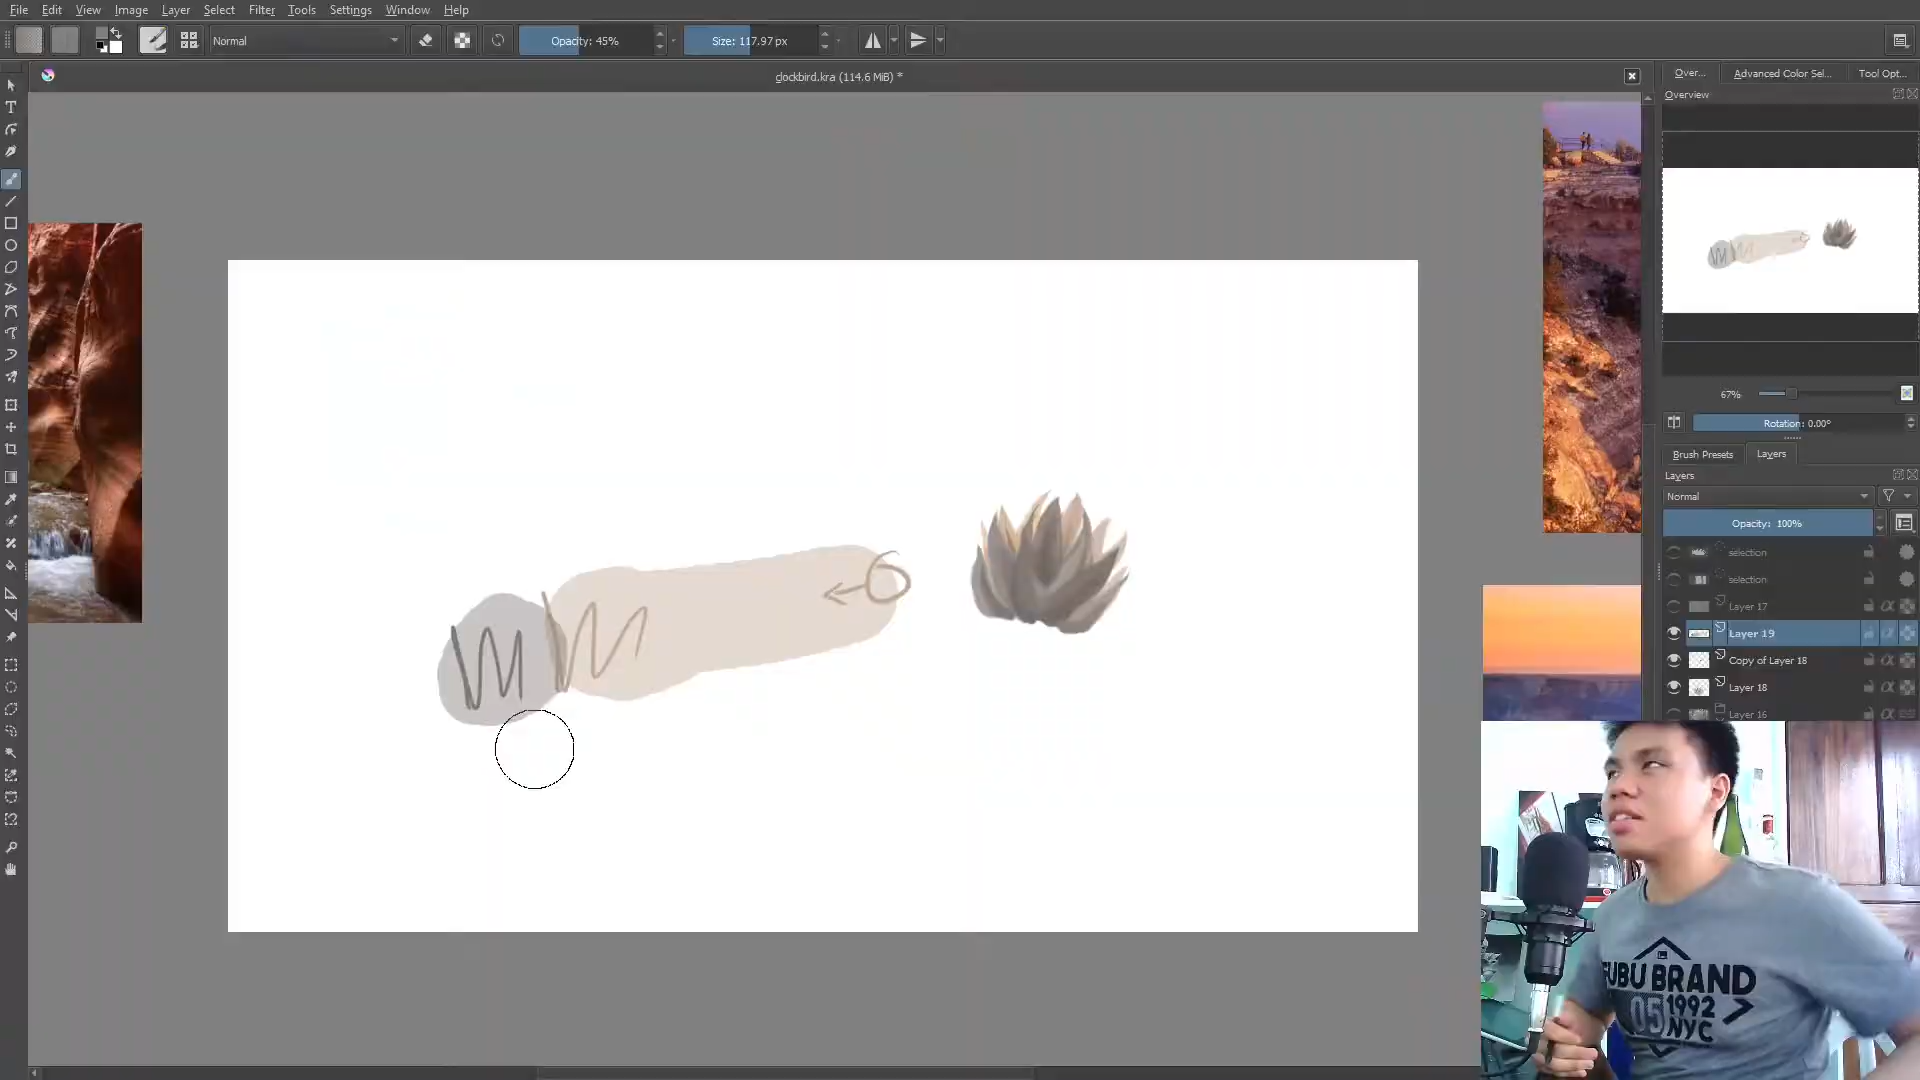 File Edit View Image Layer Select Filter Tools Settings Window Help
Normal Opacity: 45% Size: 117.97 px
clockbird.kra (114.6 MiB) *
Over... Advanced Color Sel... Tool Opt...
Overview
67%
Rotation: 0.00°
Brush Presets Layers
Layers
Normal
Opacity: 100%
selection
selection
Layer 17
Layer 19
Copy of Layer 18
Layer 18
Layer 16
FUBU BRAND
05 1992
NYC